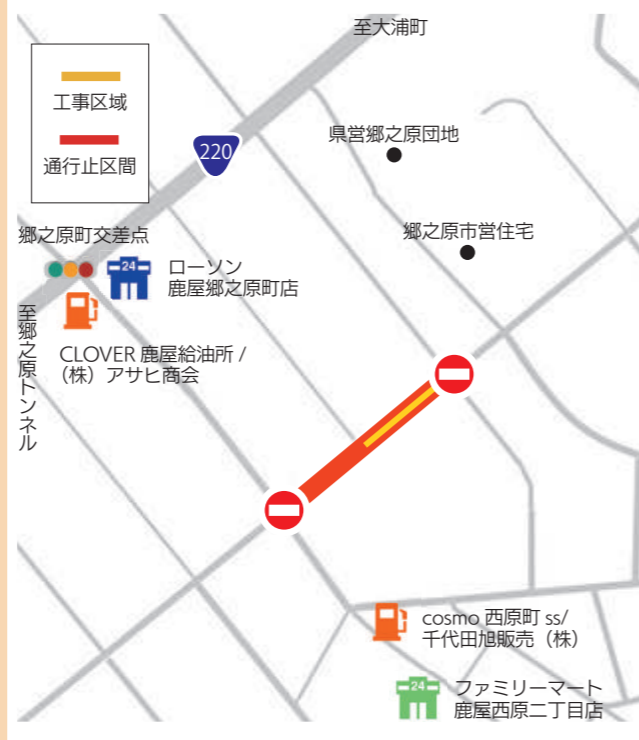 至大浦町
工事区域
通行止区間
220
県営郷之原団地
郷之原市営住宅
郷之原町交差点
24
ローソン
鹿屋郷之原町店
至郷之原トンネル
CLOVER 鹿屋給油所 /
（株）アサヒ商会
cosmo 西原町 ss/
千代田旭販売（株）
24
ファミリーマート
鹿屋西原二丁目店